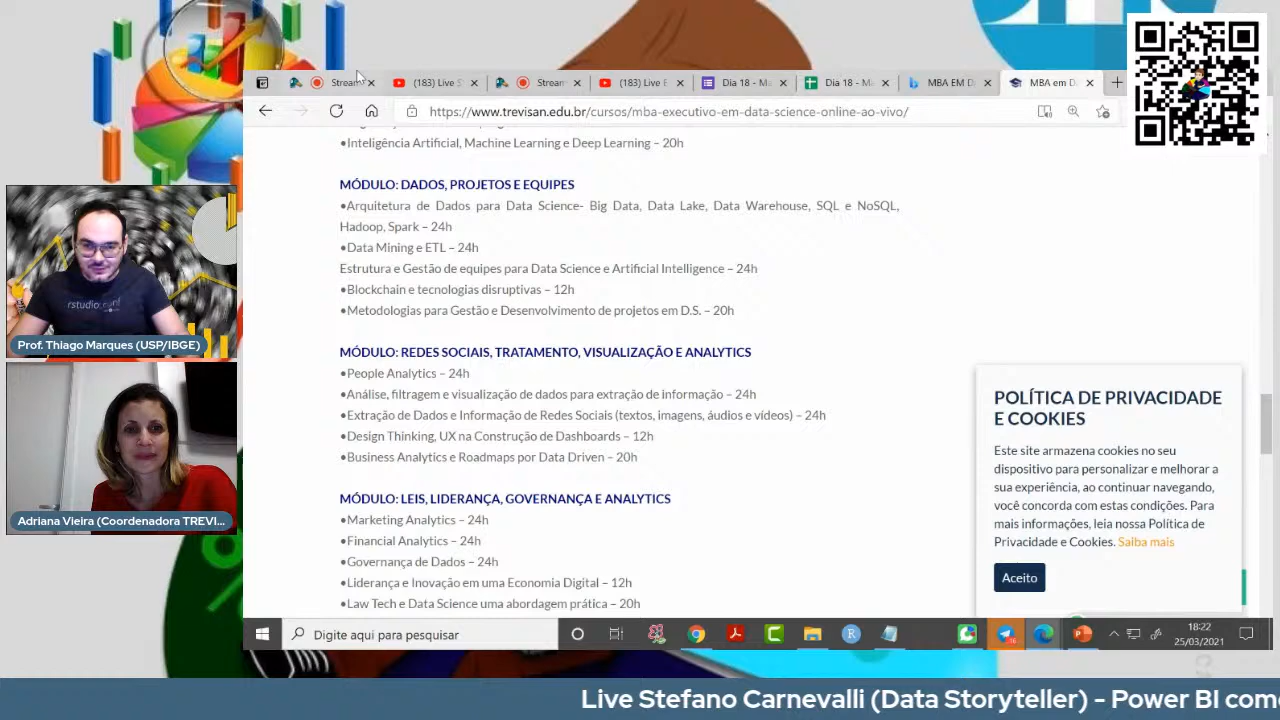 Stream
(183) Live S
Stream
(183) Live E
Dia 18 - Ma
Dia 18 - Ma
MBA EM D
MBA em D
https://www.trevisan.edu.br/cursos/mba-executivo-em-data-science-online-ao-vivo/
•Inteligência Artificial, Machine Learning e Deep Learning – 20h
MÓDULO: DADOS, PROJETOS E EQUIPES
•Arquitetura de Dados para Data Science- Big Data, Data Lake, Data Warehouse, SQL e NoSQL,
Hadoop, Spark – 24h
•Data Mining e ETL – 24h
Estrutura e Gestão de equipes para Data Science e Artificial Intelligence – 24h
•Blockchain e tecnologias disruptivas – 12h
•Metodologias para Gestão e Desenvolvimento de projetos em D.S. – 20h
MÓDULO: REDES SOCIAIS, TRATAMENTO, VISUALIZAÇÃO E ANALYTICS
•People Analytics – 24h
•Análise, filtragem e visualização de dados para extração de informação – 24h
•Extração de Dados e Informação de Redes Sociais (textos, imagens, áudios e vídeos) – 24h
•Design Thinking, UX na Construção de Dashboards – 12h
•Business Analytics e Roadmaps por Data Driven – 20h
MÓDULO: LEIS, LIDERANÇA, GOVERNANÇA E ANALYTICS
•Marketing Analytics – 24h
•Financial Analytics – 24h
•Governança de Dados – 24h
•Liderança e Inovação em uma Economia Digital – 12h
•Law Tech e Data Science uma abordagem prática – 20h
POLÍTICA DE PRIVACIDADE
E COOKIES
Este site armazena cookies no seu
dispositivo para personalizar e melhorar a
sua experiência, ao continuar navegando,
você concorda com estas condições. Para
mais informações, leia nossa Política de
Privacidade e Cookies. Saiba mais
Aceito
rstudio::conf
Prof. Thiago Marques (USP/IBGE)
Adriana Vieira (Coordenadora TREVI...
Digite aqui para pesquisar
18:22
25/03/2021
Live Stefano Carnevalli (Data Storyteller) - Power BI com